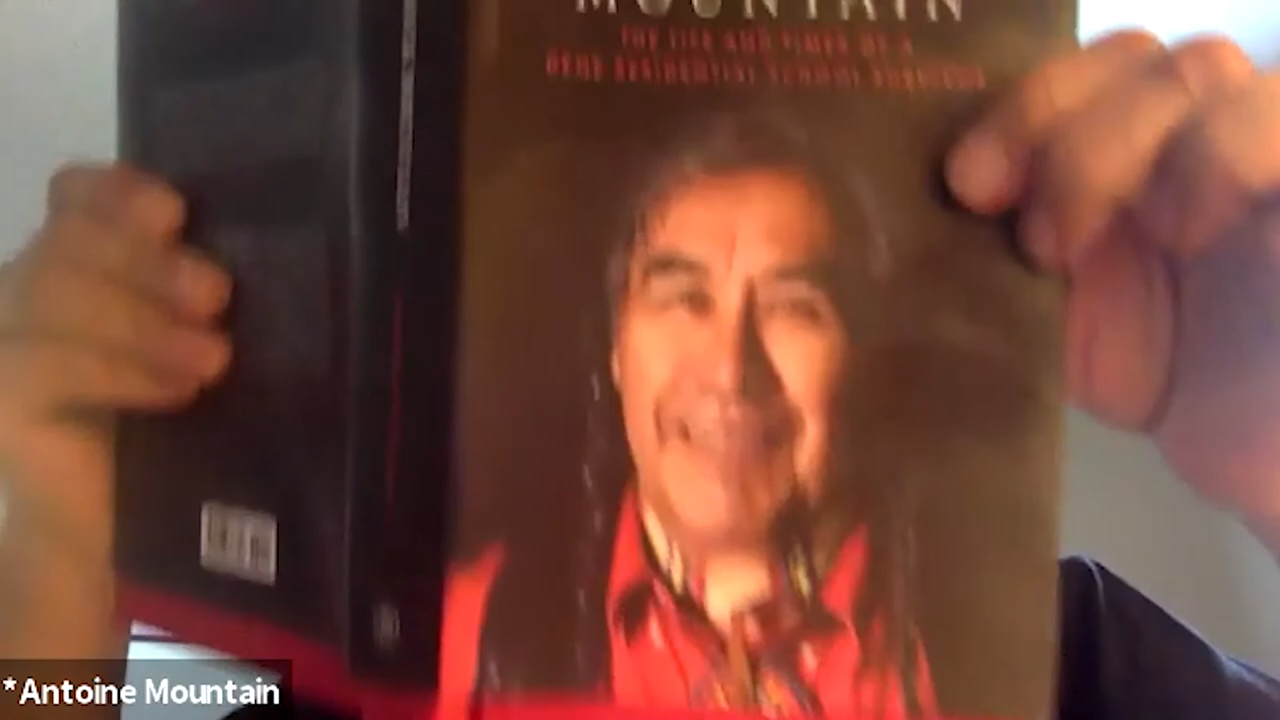 MOUNTAIN
THE LIFE AND TIMES OF A
DENE RESIDENTIAL SCHOOL SURVIVOR
*Antoine Mountain